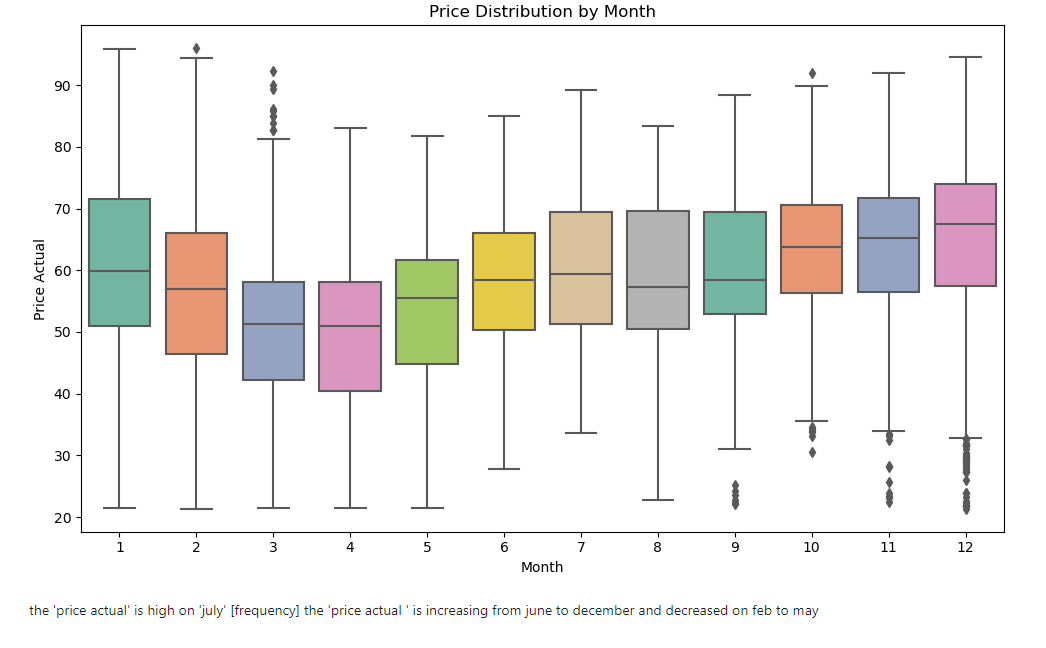 Price Distribution by Month
Price Actual
90
80
70
60
50
40
30
20
1 2 3 4 5 6 7 8 9 10 11 12
Month
the 'price actual' is high on 'july' [frequency] the 'price actual ' is increasing from june to december and decreased on feb to may